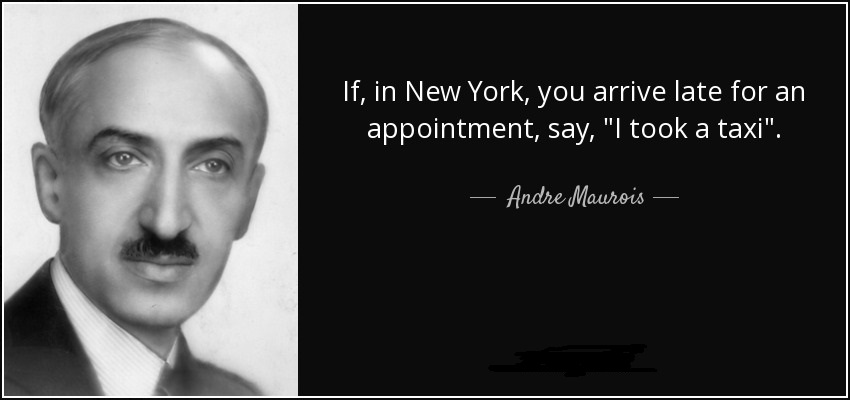 If, in New York, you arrive late for an
appointment, say, "I took a taxi".
Andre Maurois